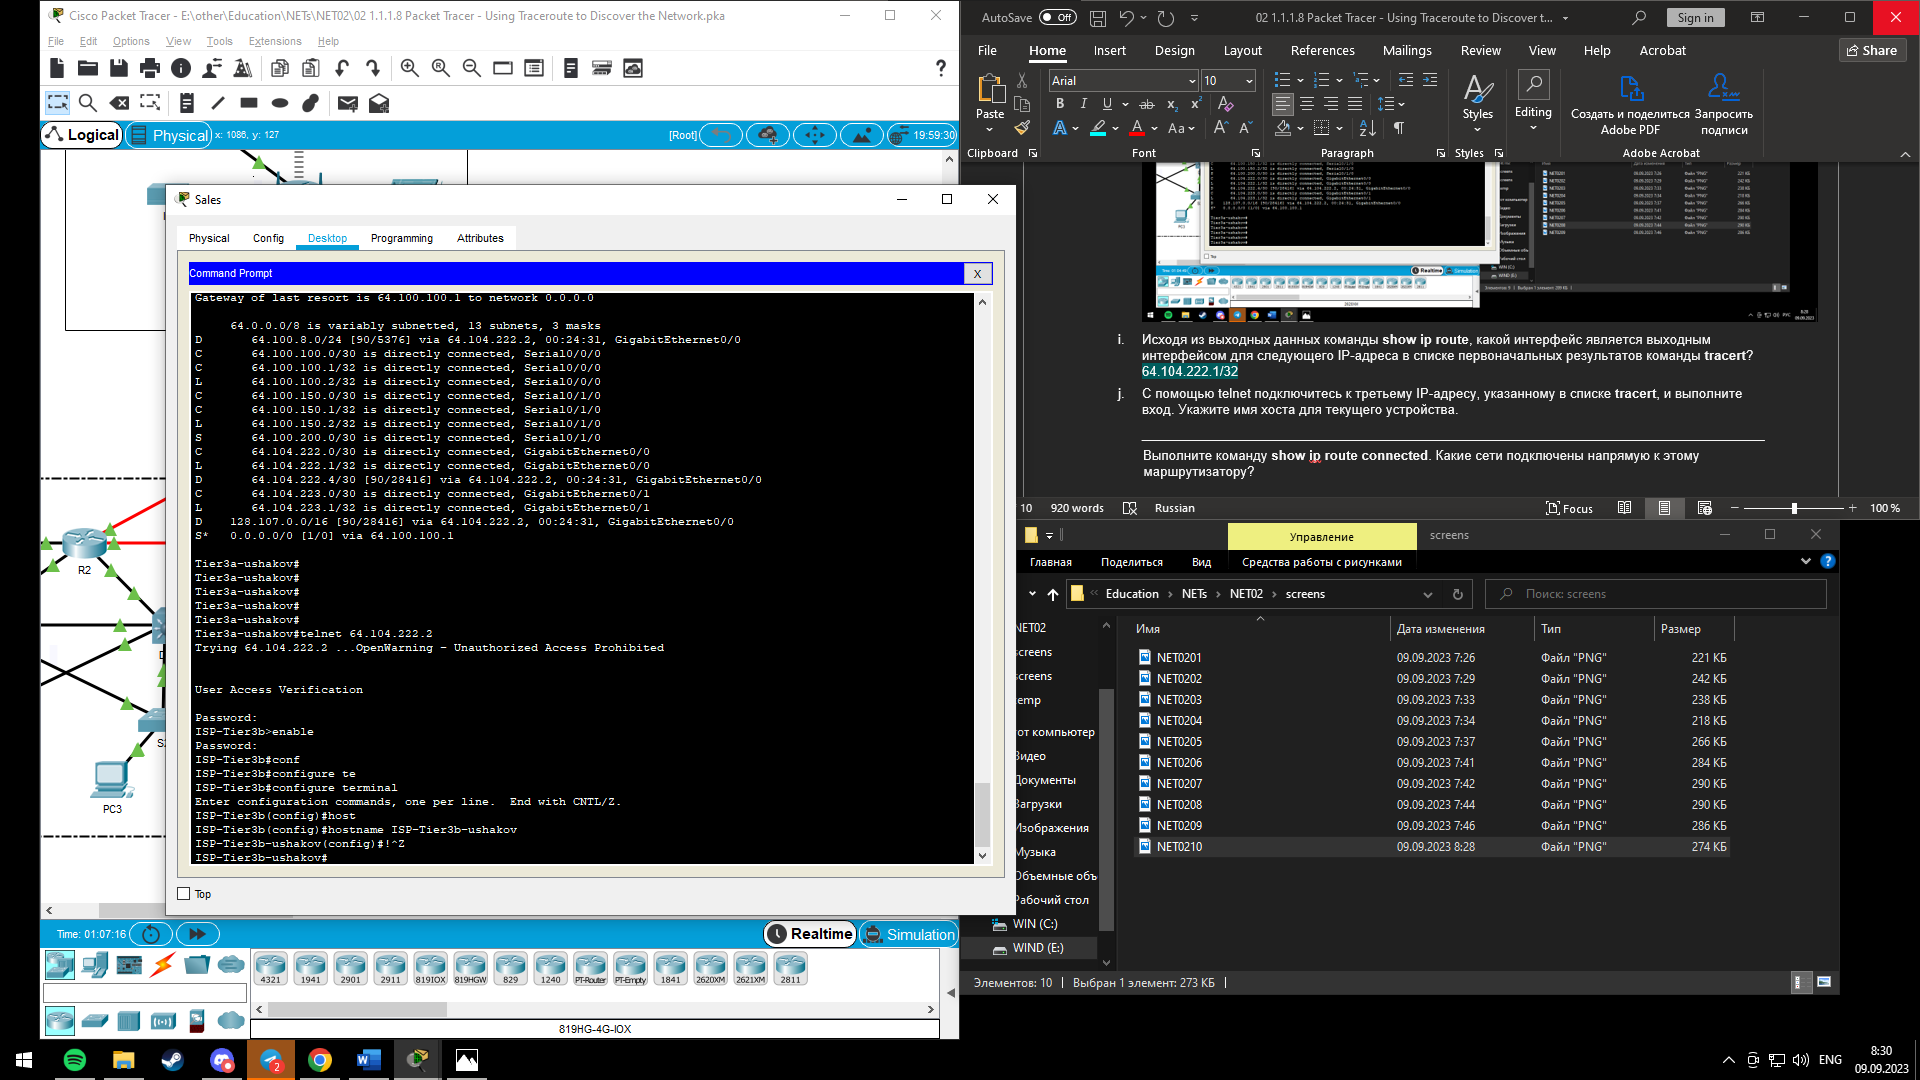 Cisco Packet Tracer - E:\other\Education\NETs\NET02\02 1.1.1.8 Packet Tracer - Using Traceroute to Discover the Network.pka
File Edit Options View Tools Extensions Help
?
Logical Physical x: 1086, y: 127 [Root] 19:59:30
Sales
Physical Config Desktop Programming Attributes
Command Prompt X
Gateway of last resort is 64.100.100.1 to network 0.0.0.0
64.0.0.0/8 is variably subnetted, 13 subnets, 3 masks
D 64.100.8.0/24 [90/5376] via 64.104.222.2, 00:24:31, GigabitEthernet0/0
C 64.100.100.0/30 is directly connected, Serial0/0/0
C 64.100.100.1/32 is directly connected, Serial0/0/0
L 64.100.100.2/32 is directly connected, Serial0/0/0
C 64.100.150.0/30 is directly connected, Serial0/1/0
C 64.100.150.1/32 is directly connected, Serial0/1/0
L 64.100.150.2/32 is directly connected, Serial0/1/0
S 64.100.200.0/30 is directly connected, Serial0/1/0
C 64.104.222.0/30 is directly connected, GigabitEthernet0/0
L 64.104.222.1/32 is directly connected, GigabitEthernet0/0
D 64.104.222.4/30 [90/28416] via 64.104.222.2, 00:24:31, GigabitEthernet0/0
C 64.104.223.0/30 is directly connected, GigabitEthernet0/1
L 64.104.223.1/32 is directly connected, GigabitEthernet0/1
D 128.107.0.0/16 [90/28416] via 64.104.222.2, 00:24:31, GigabitEthernet0/0
S* 0.0.0.0/0 [1/0] via 64.100.100.1
Tier3a-ushakov#
Tier3a-ushakov#
Tier3a-ushakov#
Tier3a-ushakov#
Tier3a-ushakov#
Tier3a-ushakov#telnet 64.104.222.2
Trying 64.104.222.2 ...OpenWarning - Unauthorized Access Prohibited
User Access Verification
Password:
ISP-Tier3b>enable
Password:
ISP-Tier3b#conf
ISP-Tier3b#configure te
ISP-Tier3b#configure terminal
Enter configuration commands, one per line. End with CNTL/Z.
ISP-Tier3b(config)#host
ISP-Tier3b(config)#hostname ISP-Tier3b-ushakov
ISP-Tier3b-ushakov(config)#!^Z
ISP-Tier3b-ushakov#
Top
R2
PC3
Time: 01:07:16 Realtime Simulation
4321 1941 2901 2911 819IOX 819HGW 829 1240 PT-Router PT-Empty 1841 2620XM 2621XM 2811
819HG-4G-IOX
AutoSave Off 02 1.1.1.8 Packet Tracer - Using Traceroute to Discover t... Sign in
File Home Insert Design Layout References Mailings Review View Help Acrobat Share
Paste Arial 10 Styles Editing Создать и поделиться Adobe PDF Запросить подписи
Clipboard Font Paragraph Styles Adobe Acrobat
i. Исходя из выходных данных команды show ip route, какой интерфейс является выходным
интерфейсом для следующего IP-адреса в списке первоначальных результатов команды tracert?
64.104.222.1/32
j. С помощью telnet подключитесь к третьему IP-адресу, указанному в списке tracert, и выполните
вход. Укажите имя хоста для текущего устройства.
Выполните команду show ip route connected. Какие сети подключены напрямую к этому
маршрутизатору?
10 920 words Russian Focus 100 %
Управление screens
Главная Поделиться Вид Средства работы с рисунками
Education NETs NET02 screens Поиск: screens
Имя Дата изменения Тип Размер
NET0201 09.09.2023 7:26 Файл "PNG" 221 КБ
NET0202 09.09.2023 7:29 Файл "PNG" 242 КБ
NET0203 09.09.2023 7:33 Файл "PNG" 238 КБ
NET0204 09.09.2023 7:34 Файл "PNG" 218 КБ
NET0205 09.09.2023 7:37 Файл "PNG" 266 КБ
NET0206 09.09.2023 7:41 Файл "PNG" 284 КБ
NET0207 09.09.2023 7:42 Файл "PNG" 290 КБ
NET0208 09.09.2023 7:44 Файл "PNG" 290 КБ
NET0209 09.09.2023 7:46 Файл "PNG" 286 КБ
NET0210 09.09.2023 8:28 Файл "PNG" 274 КБ
NET02
screens
screens
temp
от компьютер
Видео
Документы
Загрузки
Изображения
Музыка
Объемные объ
Рабочий стол
WIN (C:)
WIND (E:)
Элементов: 10 Выбран 1 элемент: 273 КБ
2
ENG 8:30
09.09.2023